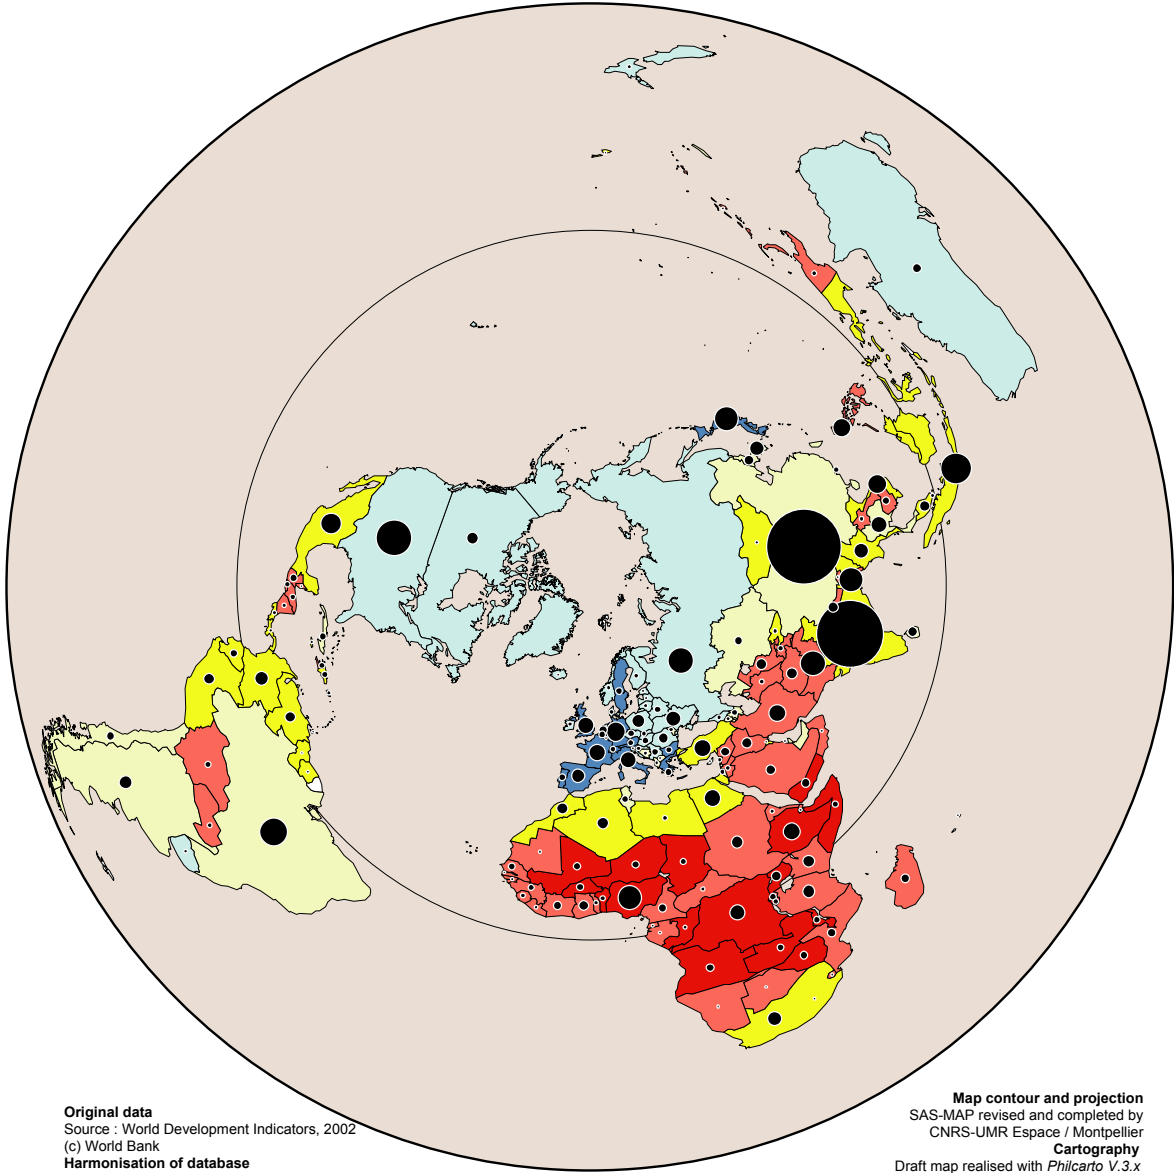 Original data
Source : World Development Indicators, 2002
(c) World Bank
Harmonisation of database
Map contour and projection
SAS-MAP revised and completed by
CNRS-UMR Espace / Montpellier
Cartography
Draft map realised with Philcarto V.3.x